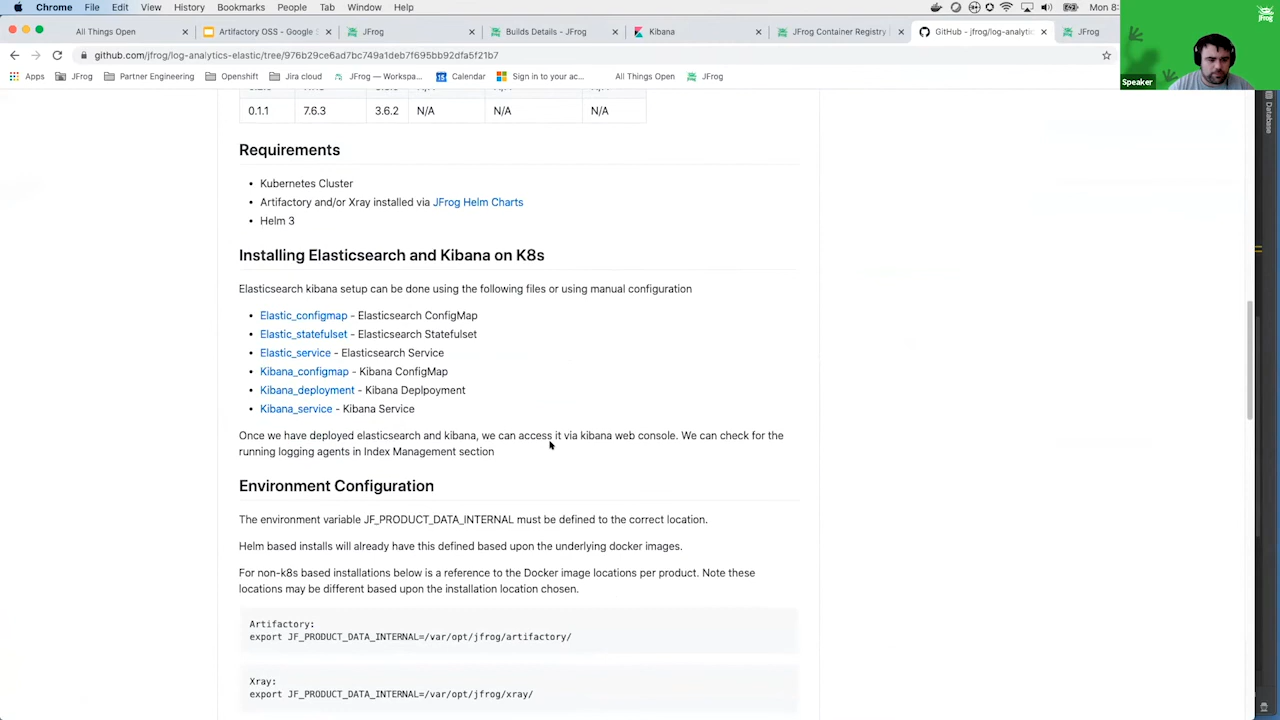 Chrome File Edit View History Bookmarks People Tab Window Help Mon 8:
All Things Open Artifactory OSS - Google JFrog Builds Details - JFrog Kibana JFrog Container Registry GitHub - jfrog/log-analytic JFrog
github.com/jfrog/log-analytics-elastic/tree/976b29ce6ad7bc749a1deb7f695bb92dfa5f21b7
Apps JFrog Partner Engineering Openshift Jira cloud JFrog — Workspa... Calendar Sign in to your ac... All Things Open JFrog
JFrog
Speaker
Database
0.1.1 7.6.3 3.6.2 N/A N/A N/A
Requirements
• Kubernetes Cluster
• Artifactory and/or Xray installed via JFrog Helm Charts
• Helm 3
Installing Elasticsearch and Kibana on K8s
Elasticsearch kibana setup can be done using the following files or using manual configuration
• Elastic_configmap - Elasticsearch ConfigMap
• Elastic_statefulset - Elasticsearch Statefulset
• Elastic_service - Elasticsearch Service
• Kibana_configmap - Kibana ConfigMap
• Kibana_deployment - Kibana Deplpoyment
• Kibana_service - Kibana Service
Once we have deployed elasticsearch and kibana, we can access it via kibana web console. We can check for the
running logging agents in Index Management section
Environment Configuration
The environment variable JF_PRODUCT_DATA_INTERNAL must be defined to the correct location.
Helm based installs will already have this defined based upon the underlying docker images.
For non-k8s based installations below is a reference to the Docker image locations per product. Note these
locations may be different based upon the installation location chosen.
Artifactory:
export JF_PRODUCT_DATA_INTERNAL=/var/opt/jfrog/artifactory/
Xray:
export JF_PRODUCT_DATA_INTERNAL=/var/opt/jfrog/xray/